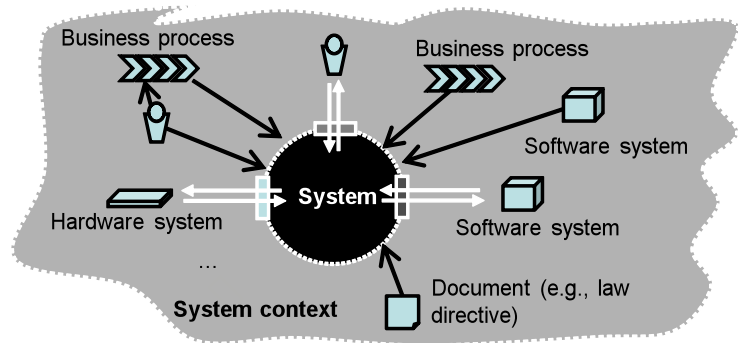 Business process
Business process
Software system
System
Hardware system
Software system
...
System context
Document (e.g., law
directive)